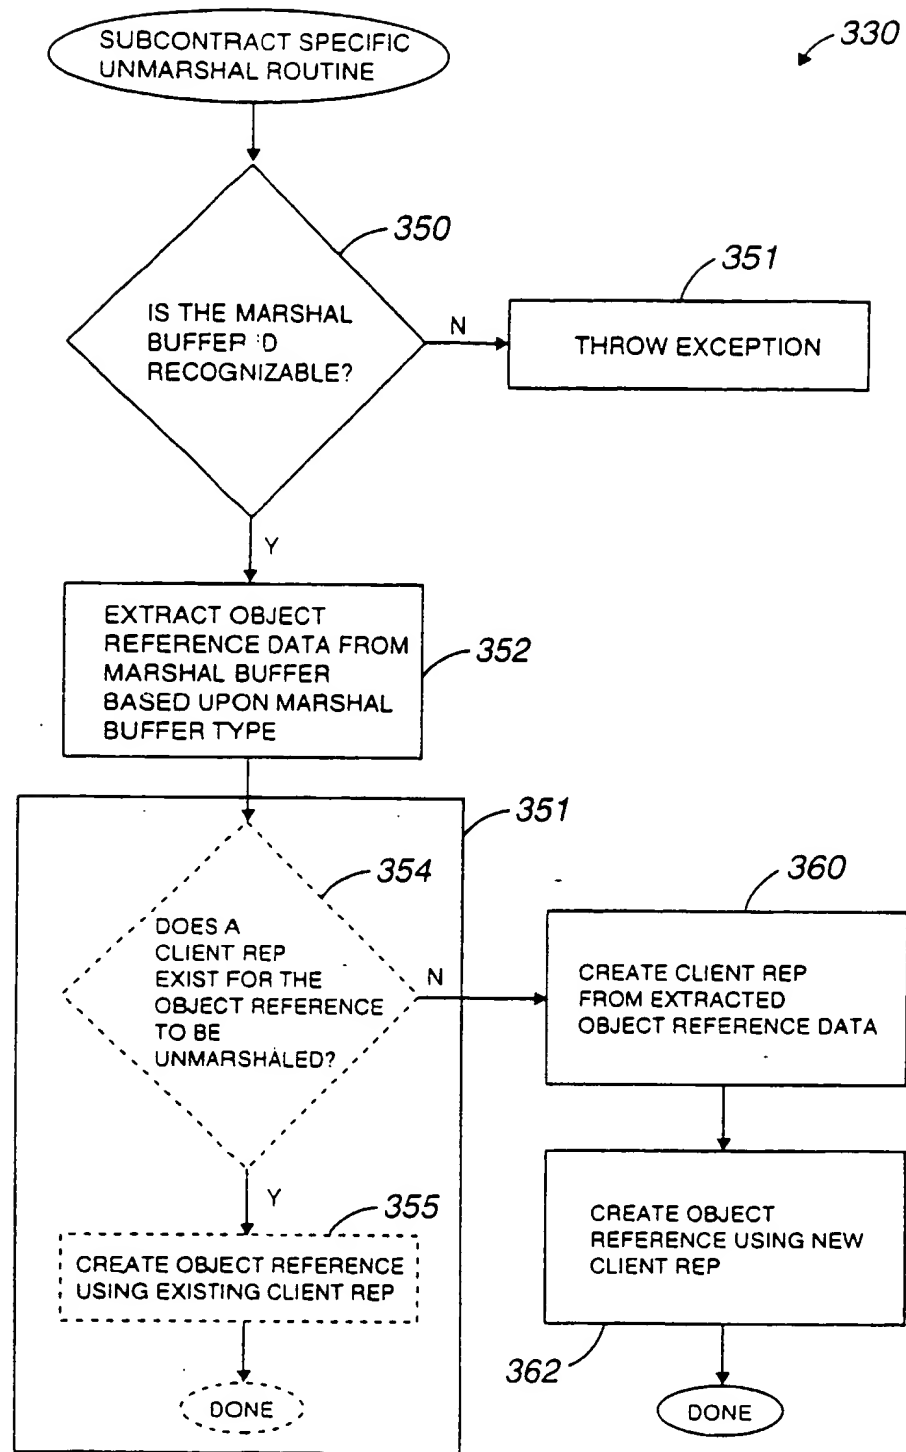 SUBCONTRACT SPECIFIC
UNMARSHAL ROUTINE
330
350
IS THE MARSHAL
BUFFER ID
RECOGNIZABLE?
N
351
THROW EXCEPTION
Y
EXTRACT OBJECT
REFERENCE DATA FROM
MARSHAL BUFFER
BASED UPON MARSHAL
BUFFER TYPE
352
351
354
DOES A
CLIENT REP
EXIST FOR THE
OBJECT REFERENCE
TO BE
UNMARSHALED?
N
360
CREATE CLIENT REP
FROM EXTRACTED
OBJECT REFERENCE DATA
Y
355
CREATE OBJECT REFERENCE
USING EXISTING CLIENT REP
CREATE OBJECT
REFERENCE USING NEW
CLIENT REP
362
DONE
DONE